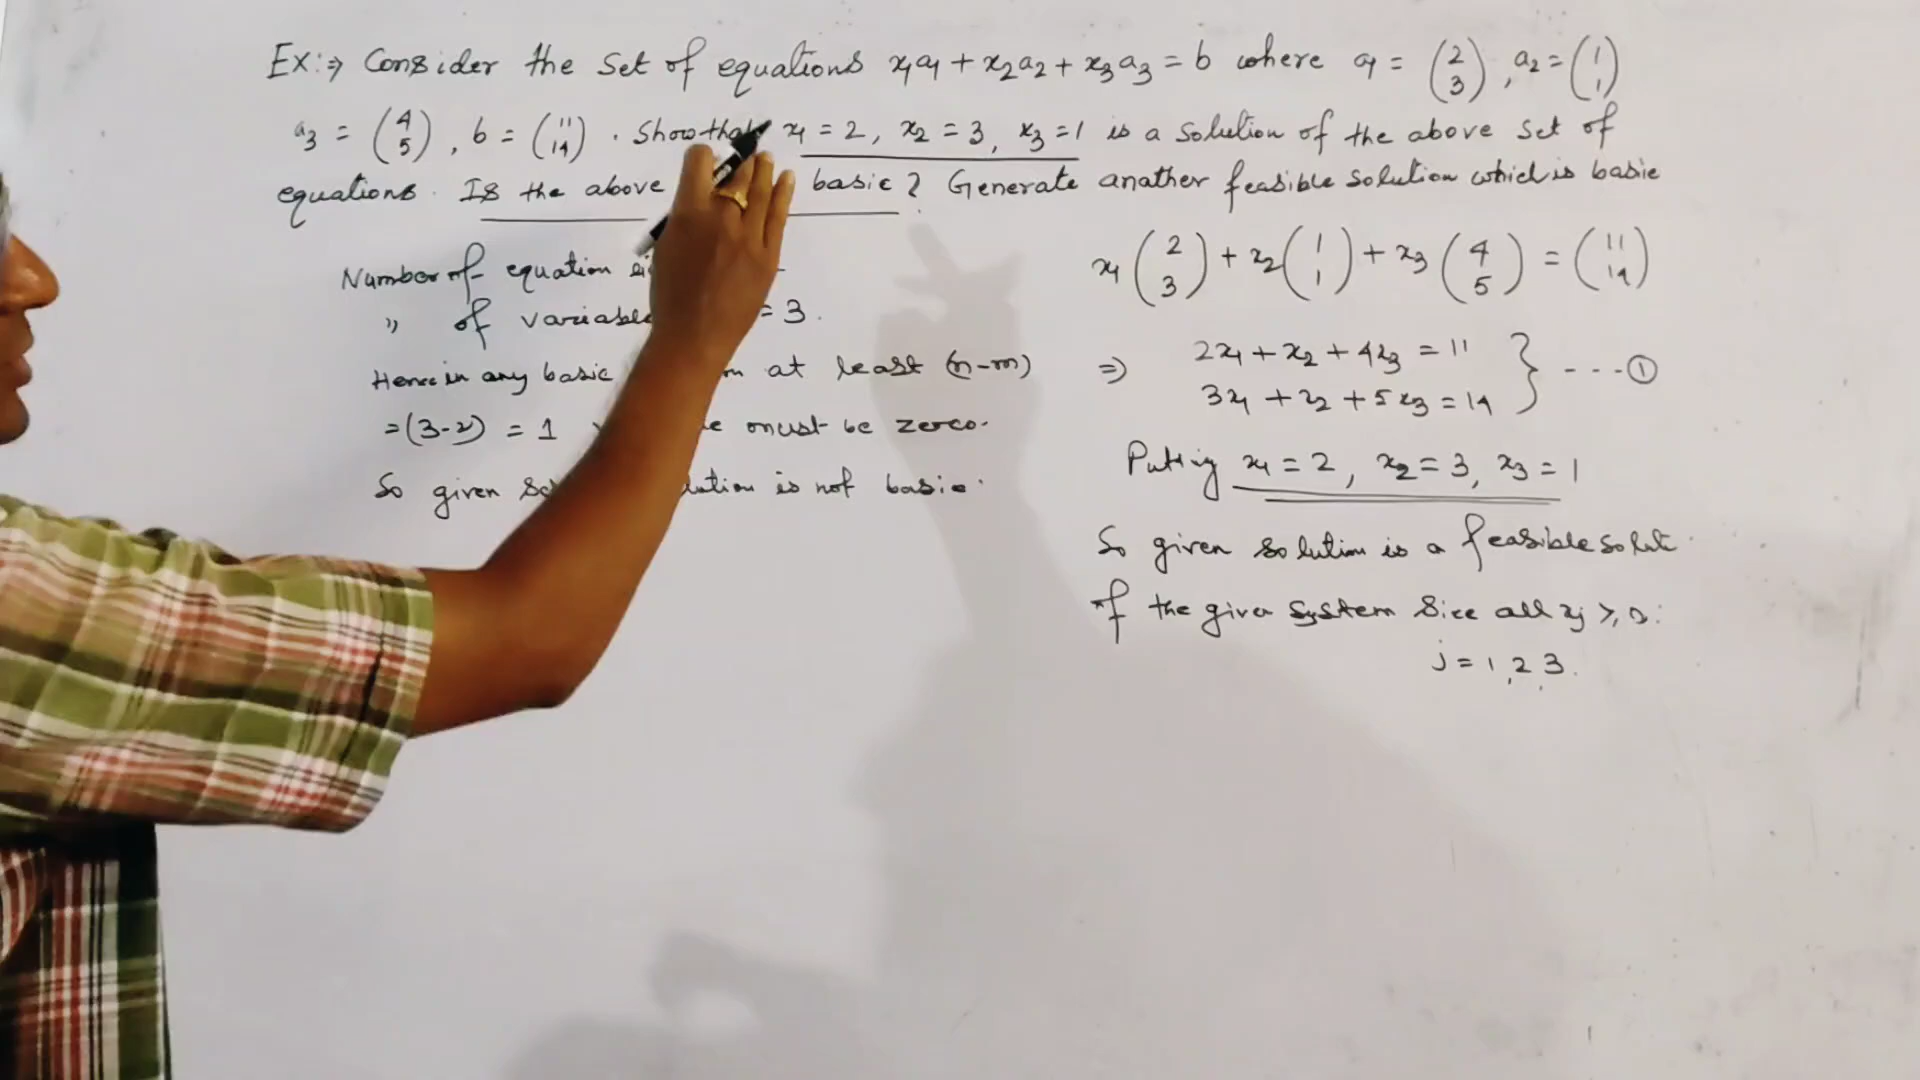 Ex:⇒ Consider the set of equations x₁a₁ + x₂a₂ + x₃a₃ = b where a₁ = (2 3), a₂ = (1 1)
a₃ = (4 5), b = (11 14). Show that x₁ = 2, x₂ = 3, x₃ = 1 is a solution of the above set of
equations. Is the above basic? Generate another feasible solution which is basic
Number of equation
" of variable = 3.
Hence in any basic at least (n-m)
= (3-2) = 1 must be zero.
So given is not basic.
x₁ (2 3) + x₂ (1 1) + x₃ (4 5) = (11 14)
⇒ 2x₁ + x₂ + 4x₃ = 11
3x₁ + x₂ + 5x₃ = 14 } ---- ①
Putting x₁ = 2, x₂ = 3, x₃ = 1
So given solution is a feasible solut
of the given system Sice all xj ≥ 0.
j = 1, 2, 3.